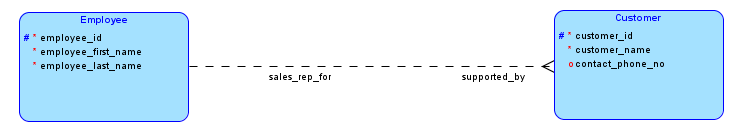 Employee
# * employee_id
* employee_first_name
* employee_last_name
sales_rep_for
supported_by
Customer
# * customer_id
* customer_name
o contact_phone_no